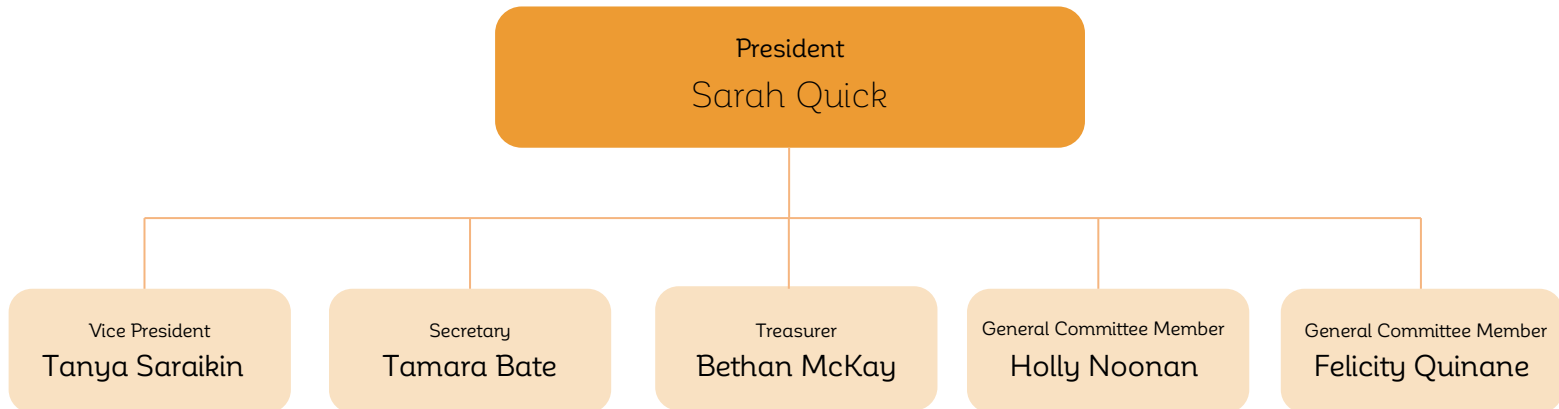 President
Sarah Quick
Vice President
Tanya Saraikin
Secretary
Tamara Bate
Treasurer
Bethan McKay
General Committee Member
Holly Noonan
General Committee Member
Felicity Quinane